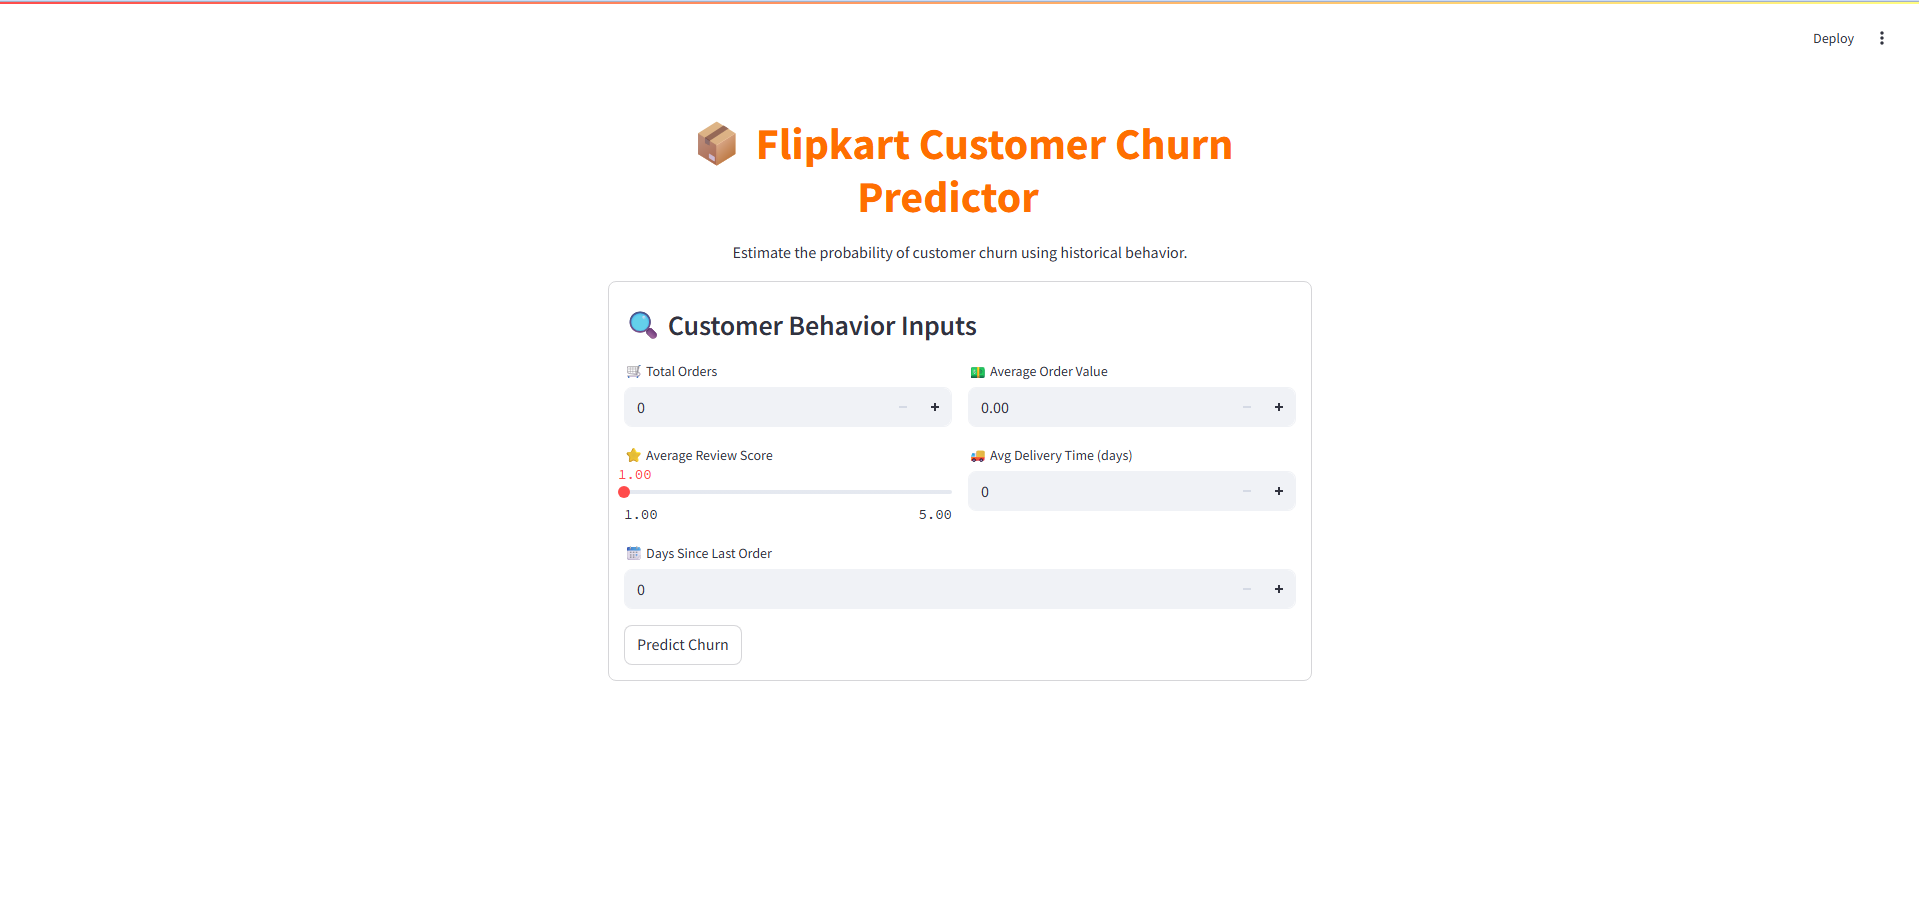 Deploy
Flipkart Customer Churn
Predictor
Estimate the probability of customer churn using historical behavior.
Customer Behavior Inputs
Total Orders
0
Average Order Value
0.00
Average Review Score
1.00
1.00 5.00
Avg Delivery Time (days)
0
Days Since Last Order
0
Predict Churn